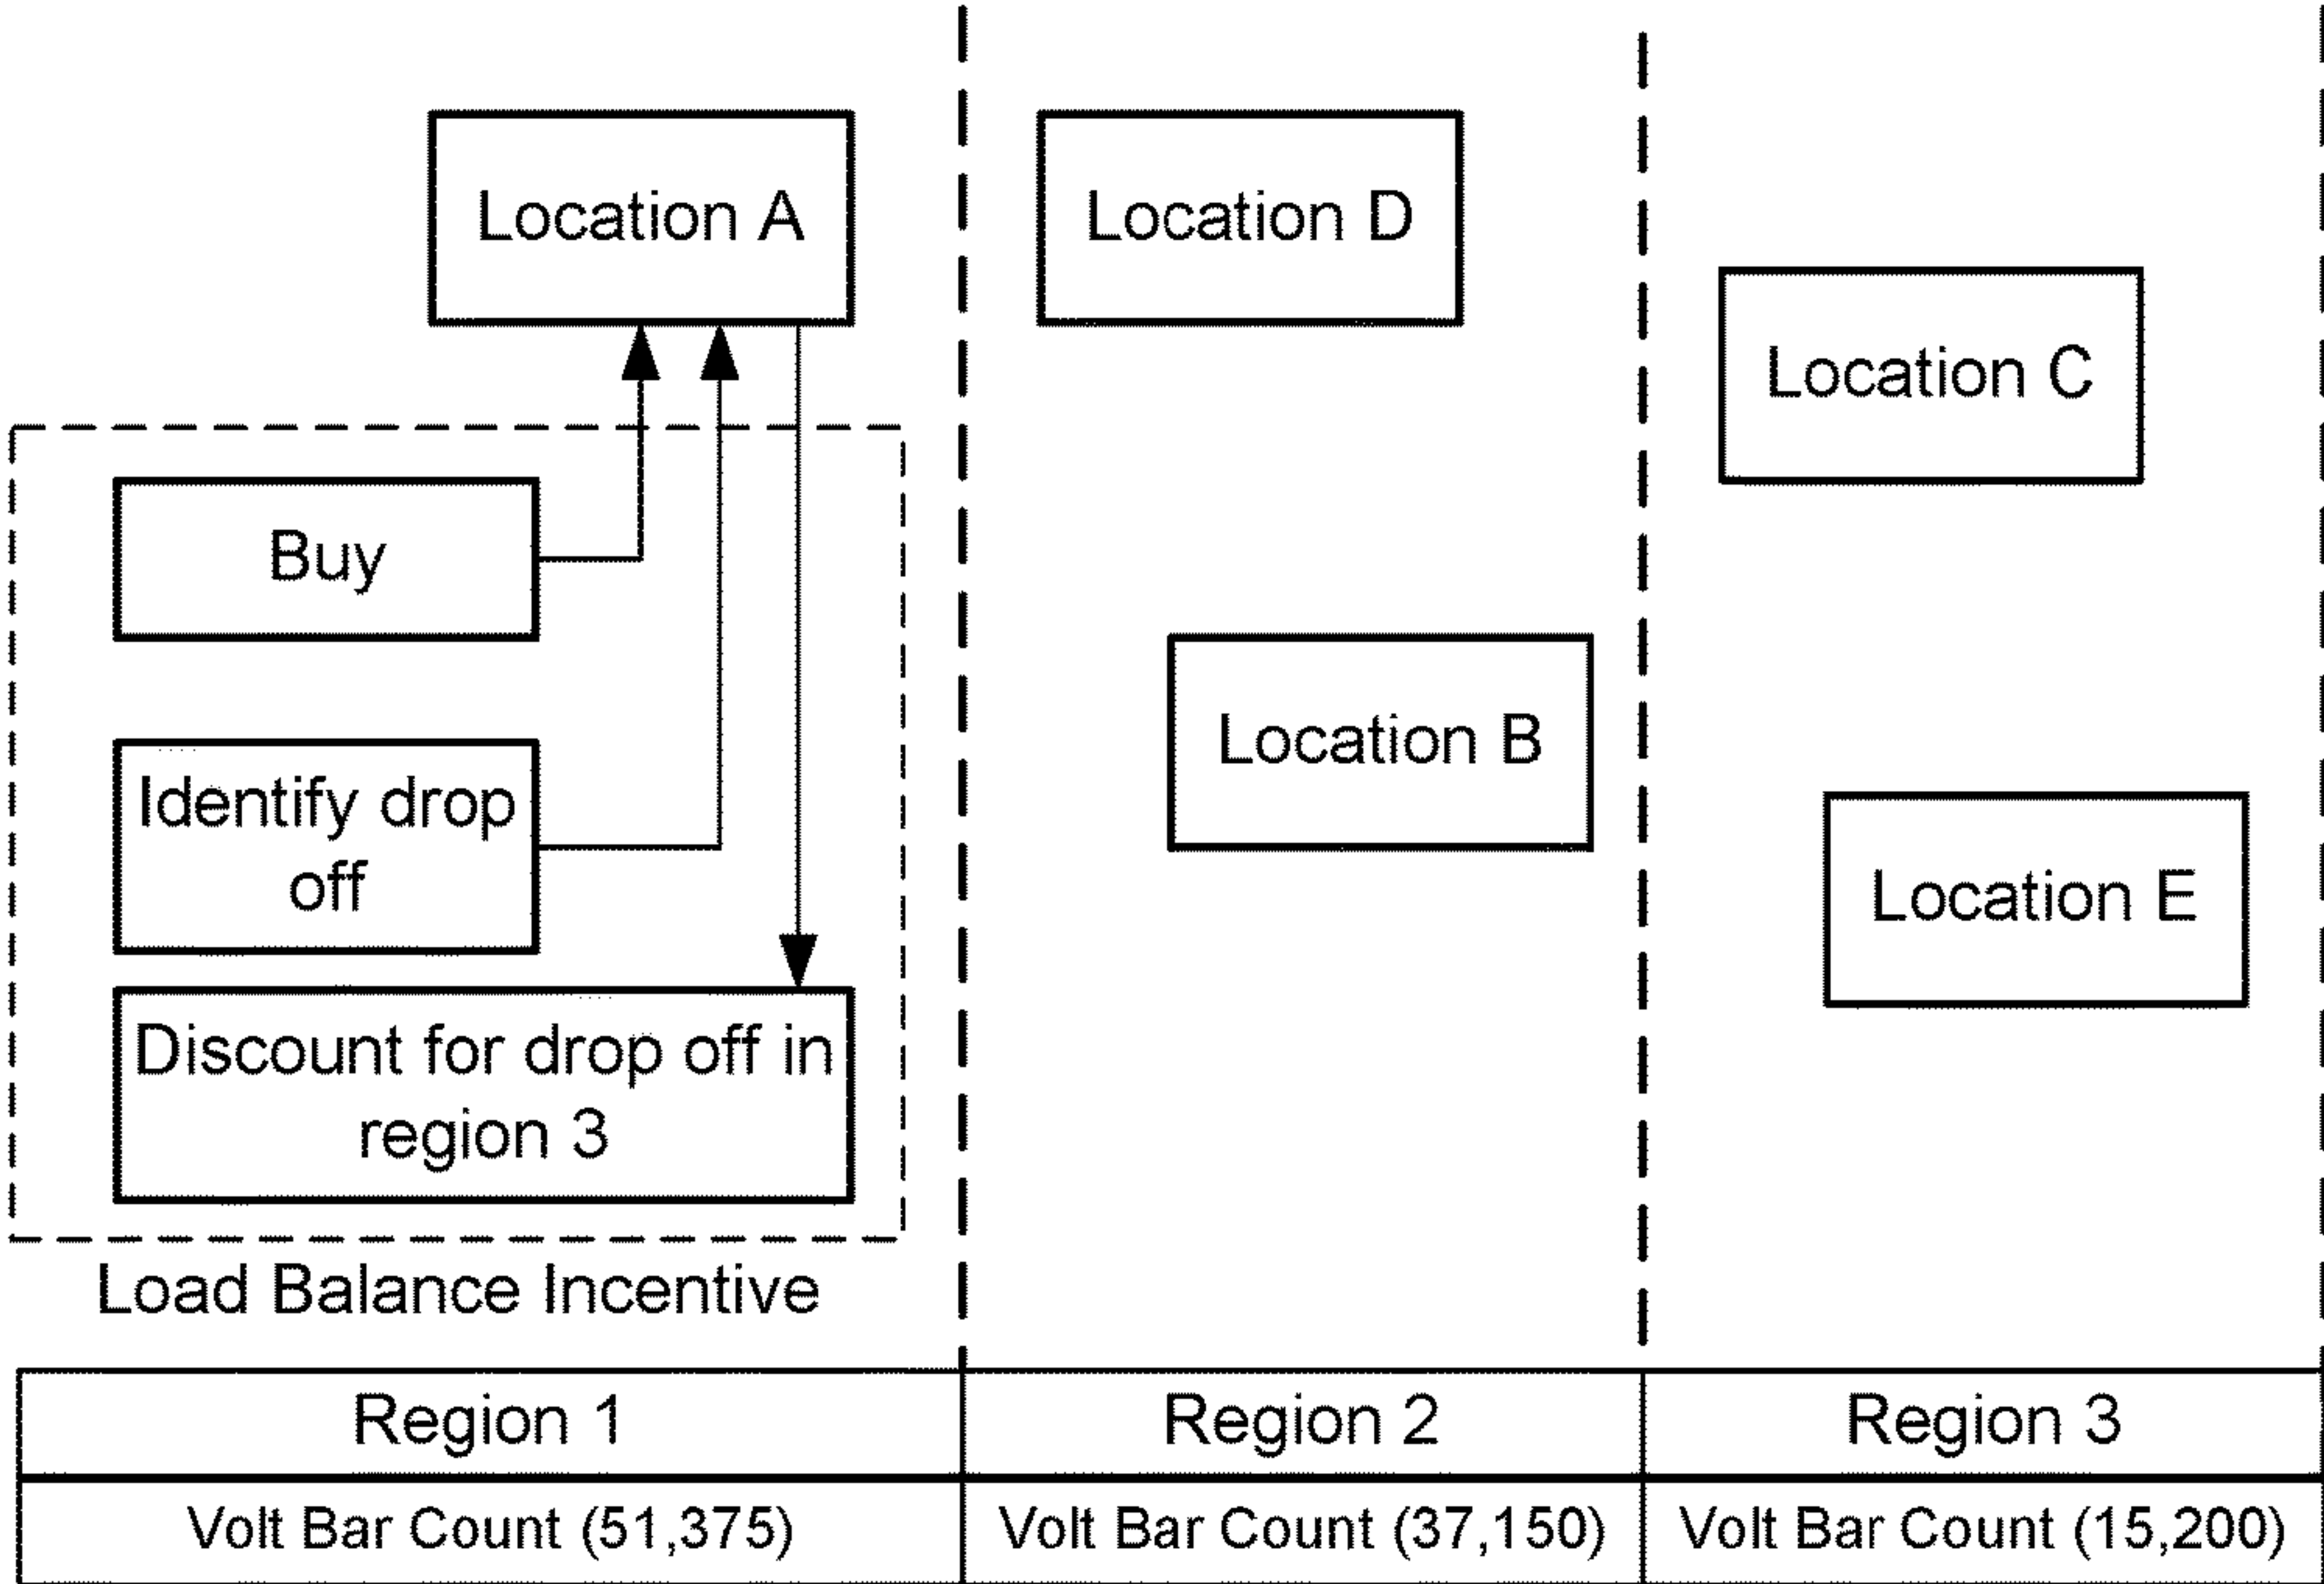 Location A
Location D
Location C
Buy
Location B
Identify drop
off
Location E
Discount for drop off in
region 3
Load Balance Incentive
Region 1
Region 2
Region 3
Volt Bar Count (51,375)
Volt Bar Count (37,150)
Volt Bar Count (15,200)